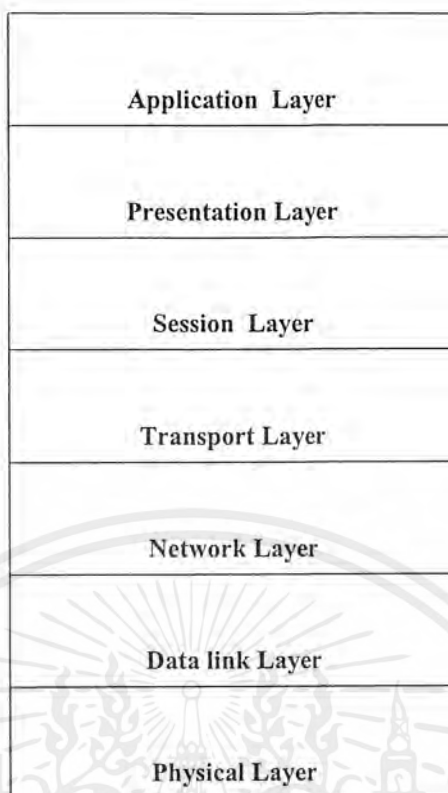 Application Layer
Presentation Layer
Session Layer
Transport Layer
Network Layer
Data link Layer
Physical Layer